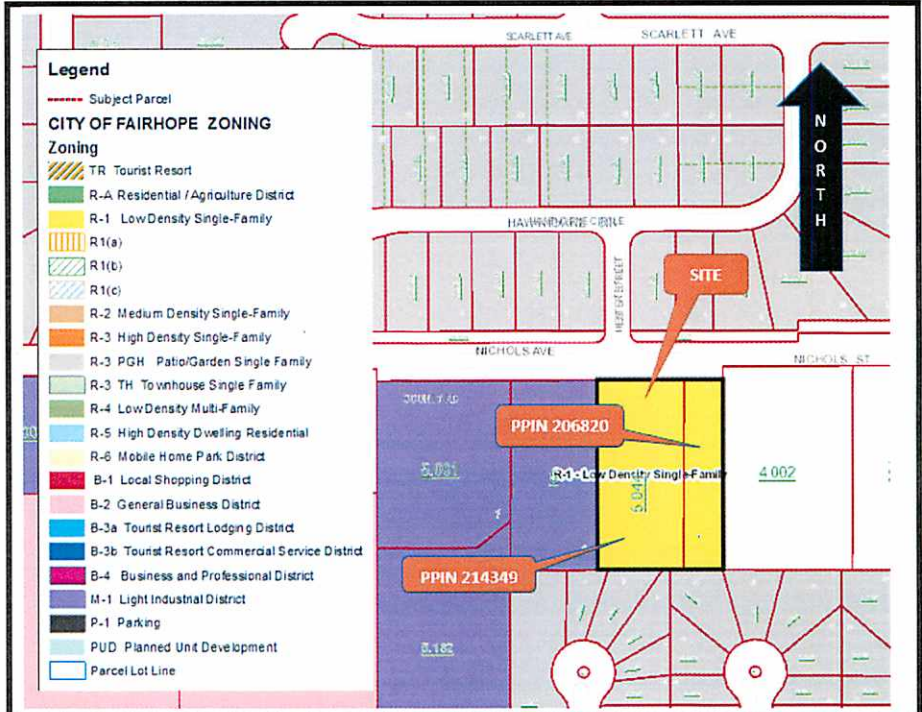 Legend
Subject Parcel
CITY OF FAIRHOPE ZONING
Zoning
TR Tourist Resort
R-A Residential / Agriculture District
R-1 Low Density Single-Family
R1(a)
R1(b)
R1(c)
R-2 Medium Density Single-Family
R-3 High Density Single-Family
R-3 PGH Patio/Garden Single Family
R-3 TH Townhouse Single Family
R-4 Low Density Multi-Family
R-5 High Density Dwelling Residential
R-6 Mobile Home Park District
B-1 Local Shopping District
B-2 General Business District
B-3a Tourist Resort Lodging District
B-3b Tourist Resort Commercial Service District
B-4 Business and Professional District
M-1 Light Industrial District
P-1 Parking
PUD Planned Unit Development
Parcel Lot Line
SCARLETT AVE
SCARLETT AVE
NORTH
SITE
NICHOLS AVE
NICHOLS ST
PPIN 206820
R-1 - Low Density Single-Family
4.002
PPIN 214349